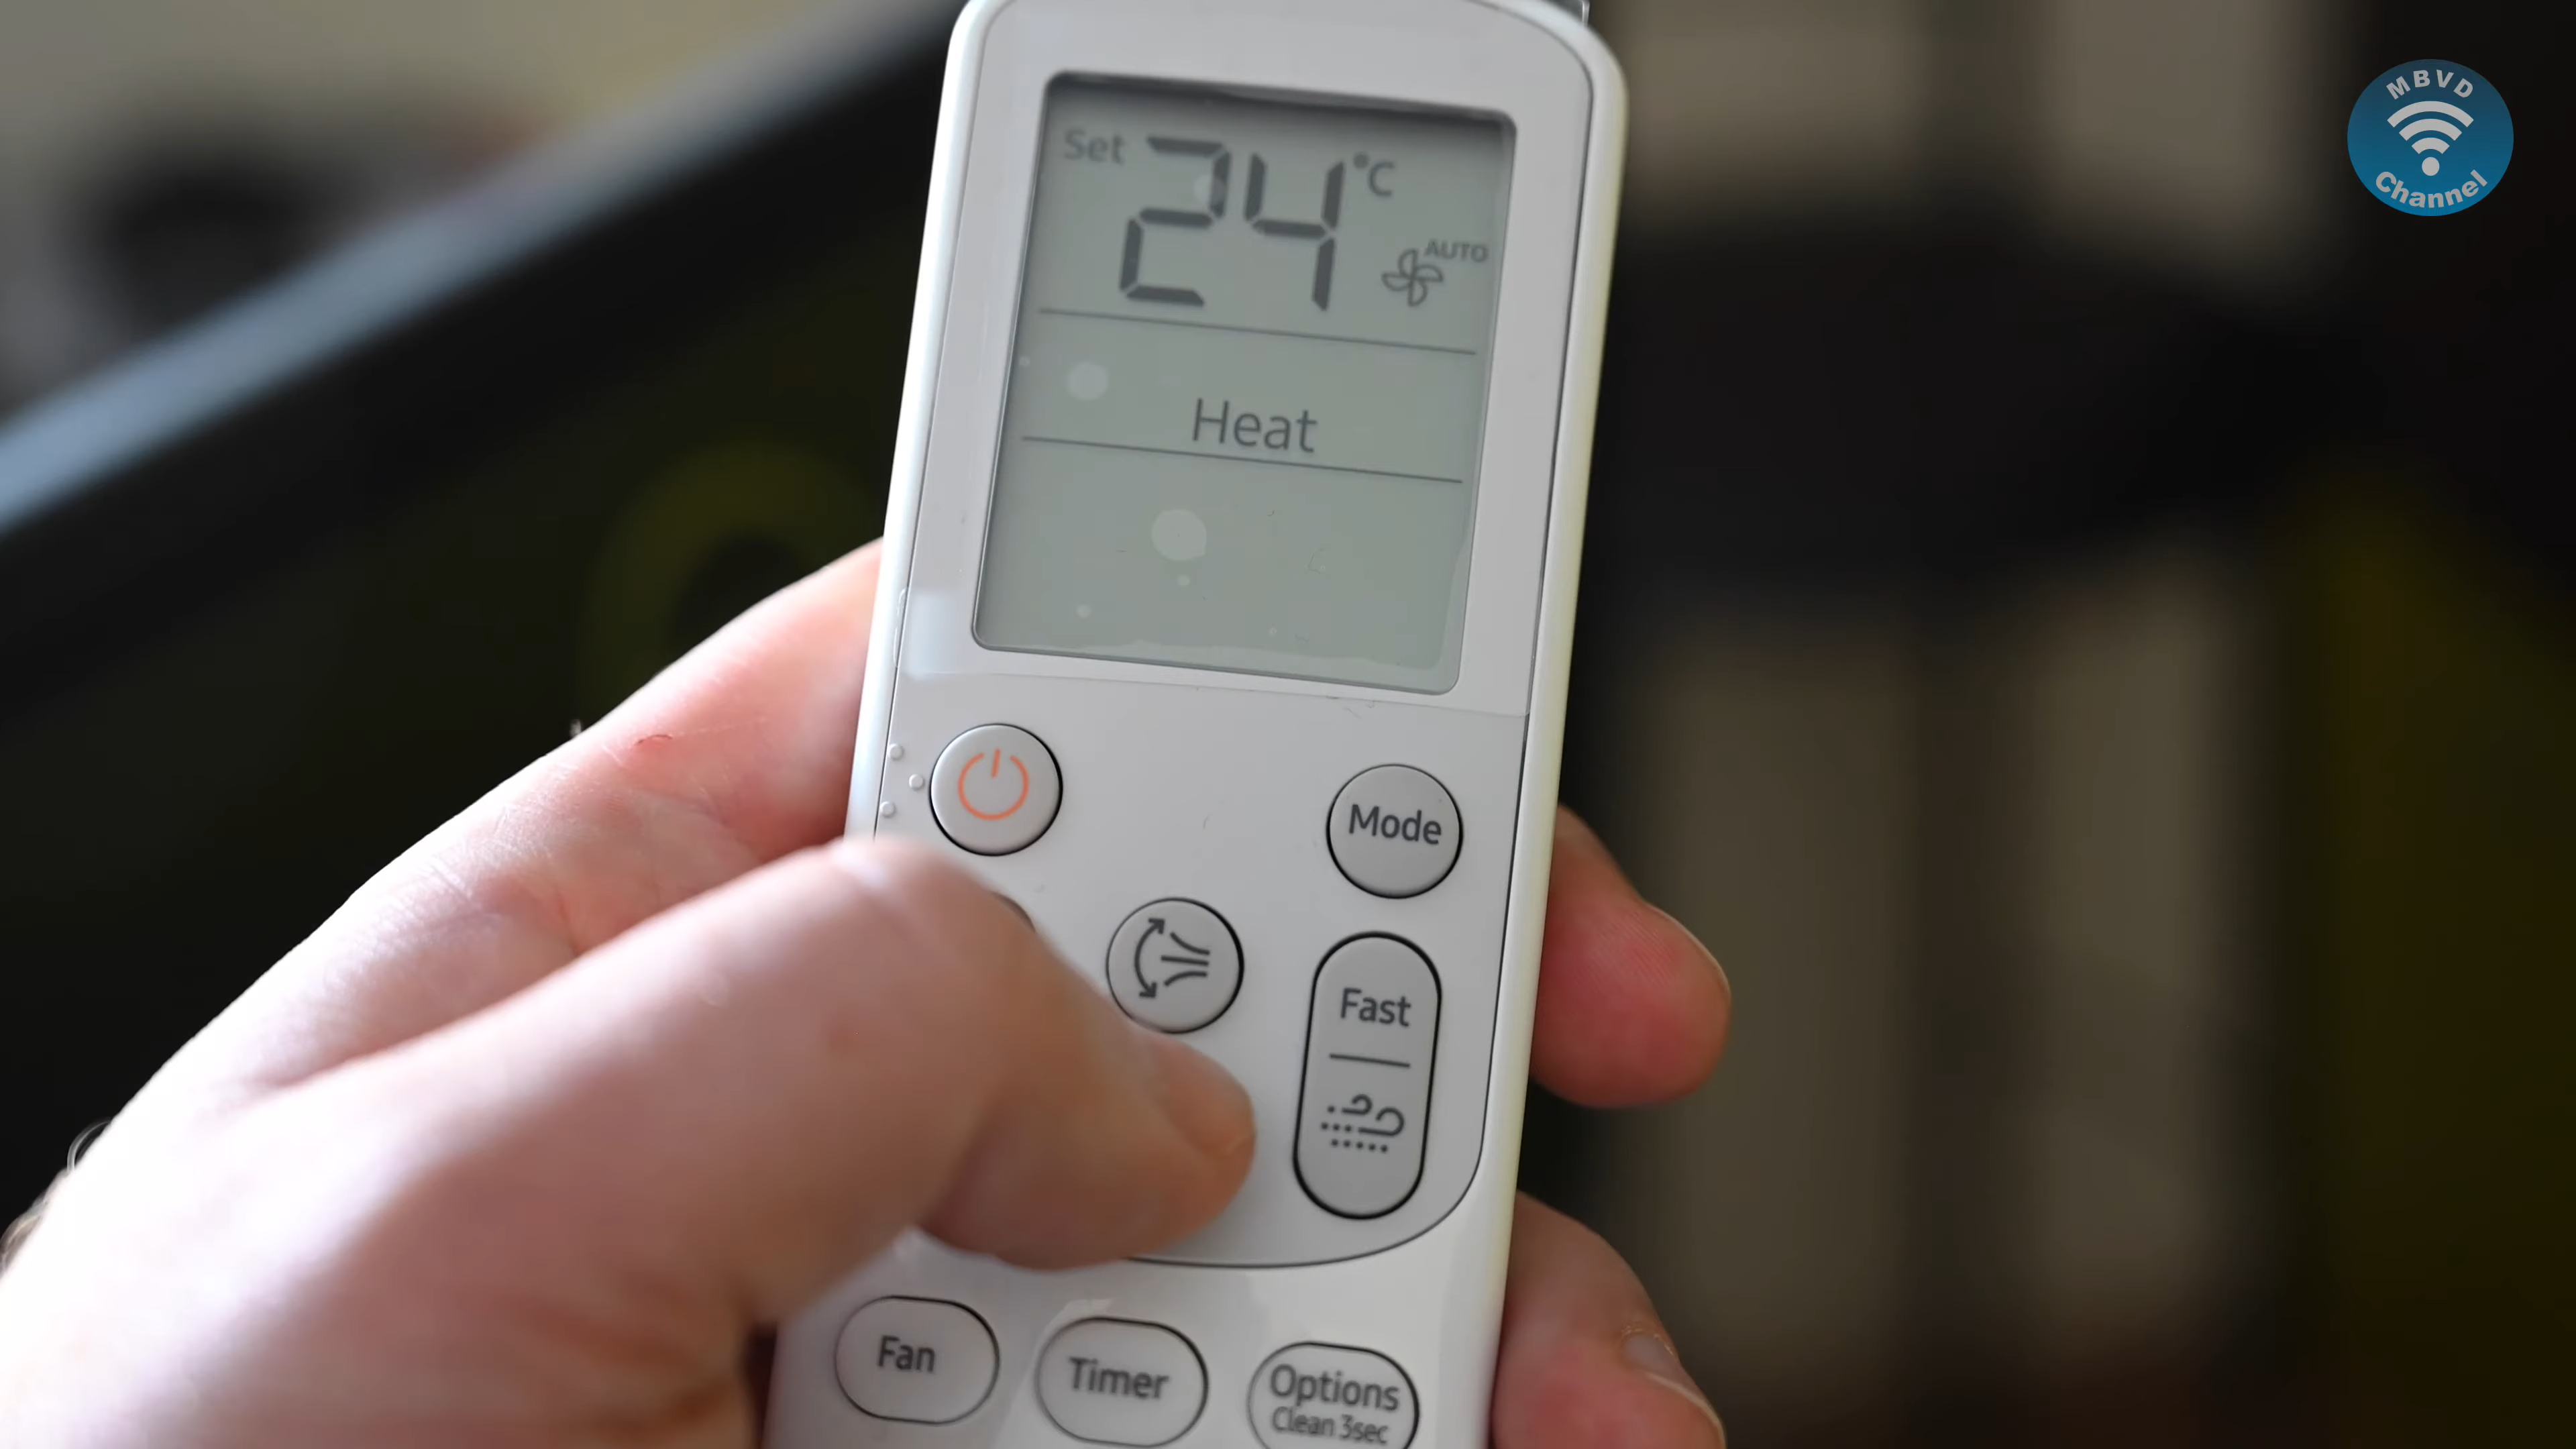 MBVD
Channel
Set 24°C
AUTO
Heat
Mode
Fast
Fan
Timer
Options
Clean 3sec